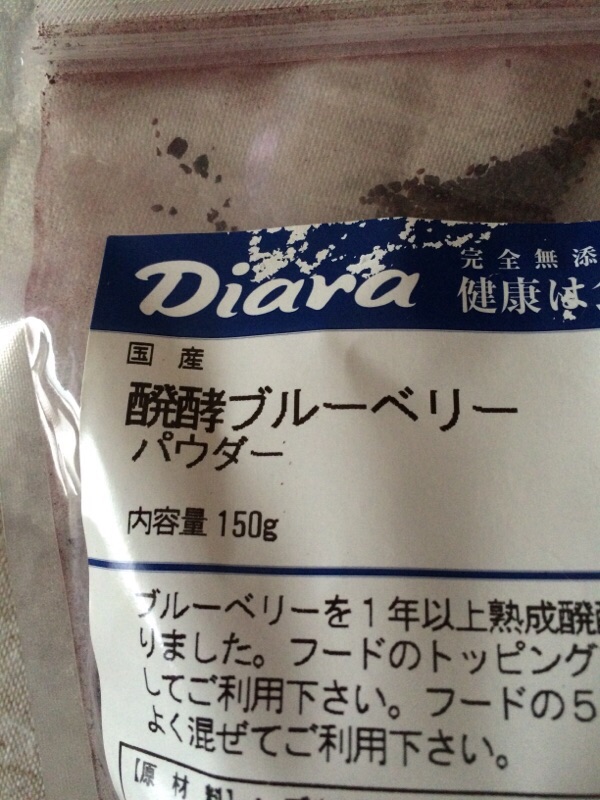 Diara
完全無添
健康は
国産
醗酵ブルーベリー
パウダー
内容量 150g
ブルーベリーを1年以上熟成醗
りました。フードのトッピング
してご利用下さい。フードの5
よく混ぜてご利用下さい。
【原材料】